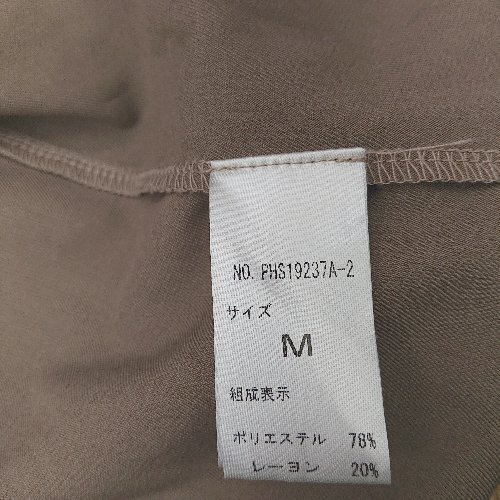 NO. PHS19237A-2
サイズ
M
組成表示
ポリエステル 78%
レーヨン 20%